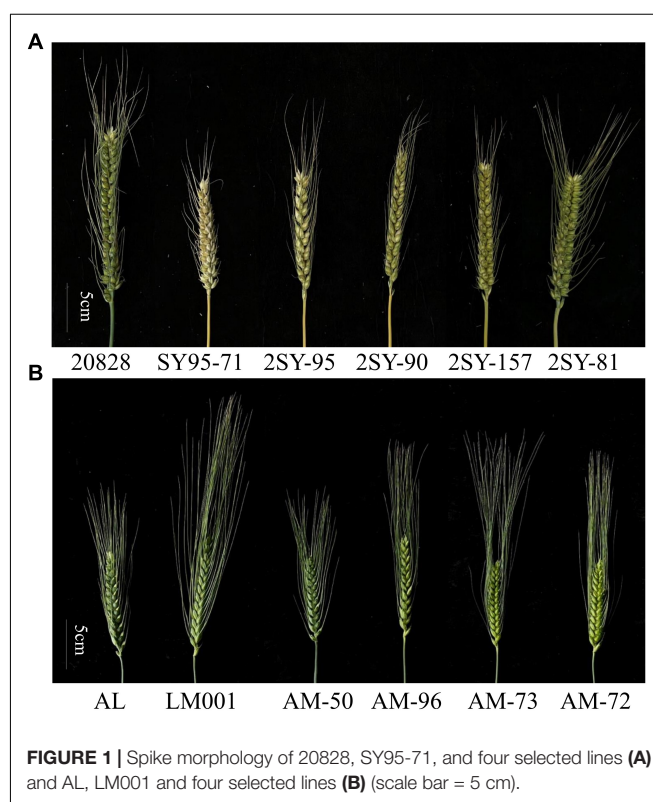 A
5cm
20828 SY95-71 2SY-95 2SY-90 2SY-157 2SY-81
B
5cm
AL LM001 AM-50 AM-96 AM-73 AM-72
FIGURE 1 | Spike morphology of 20828, SY95-71, and four selected lines (A)
and AL, LM001 and four selected lines (B) (scale bar = 5 cm).